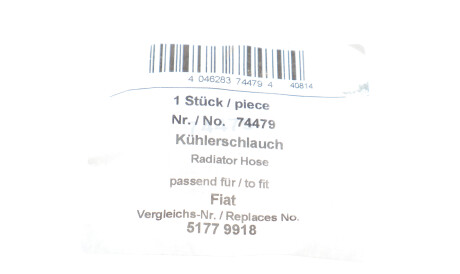 4 046283 74479 4 40814
1 Stück / piece
Nr. / No. 74479
Kühlerschlauch
Radiator Hose
passend für / to fit
Fiat
Vergleichs-Nr. / Replaces No.
5177 9918